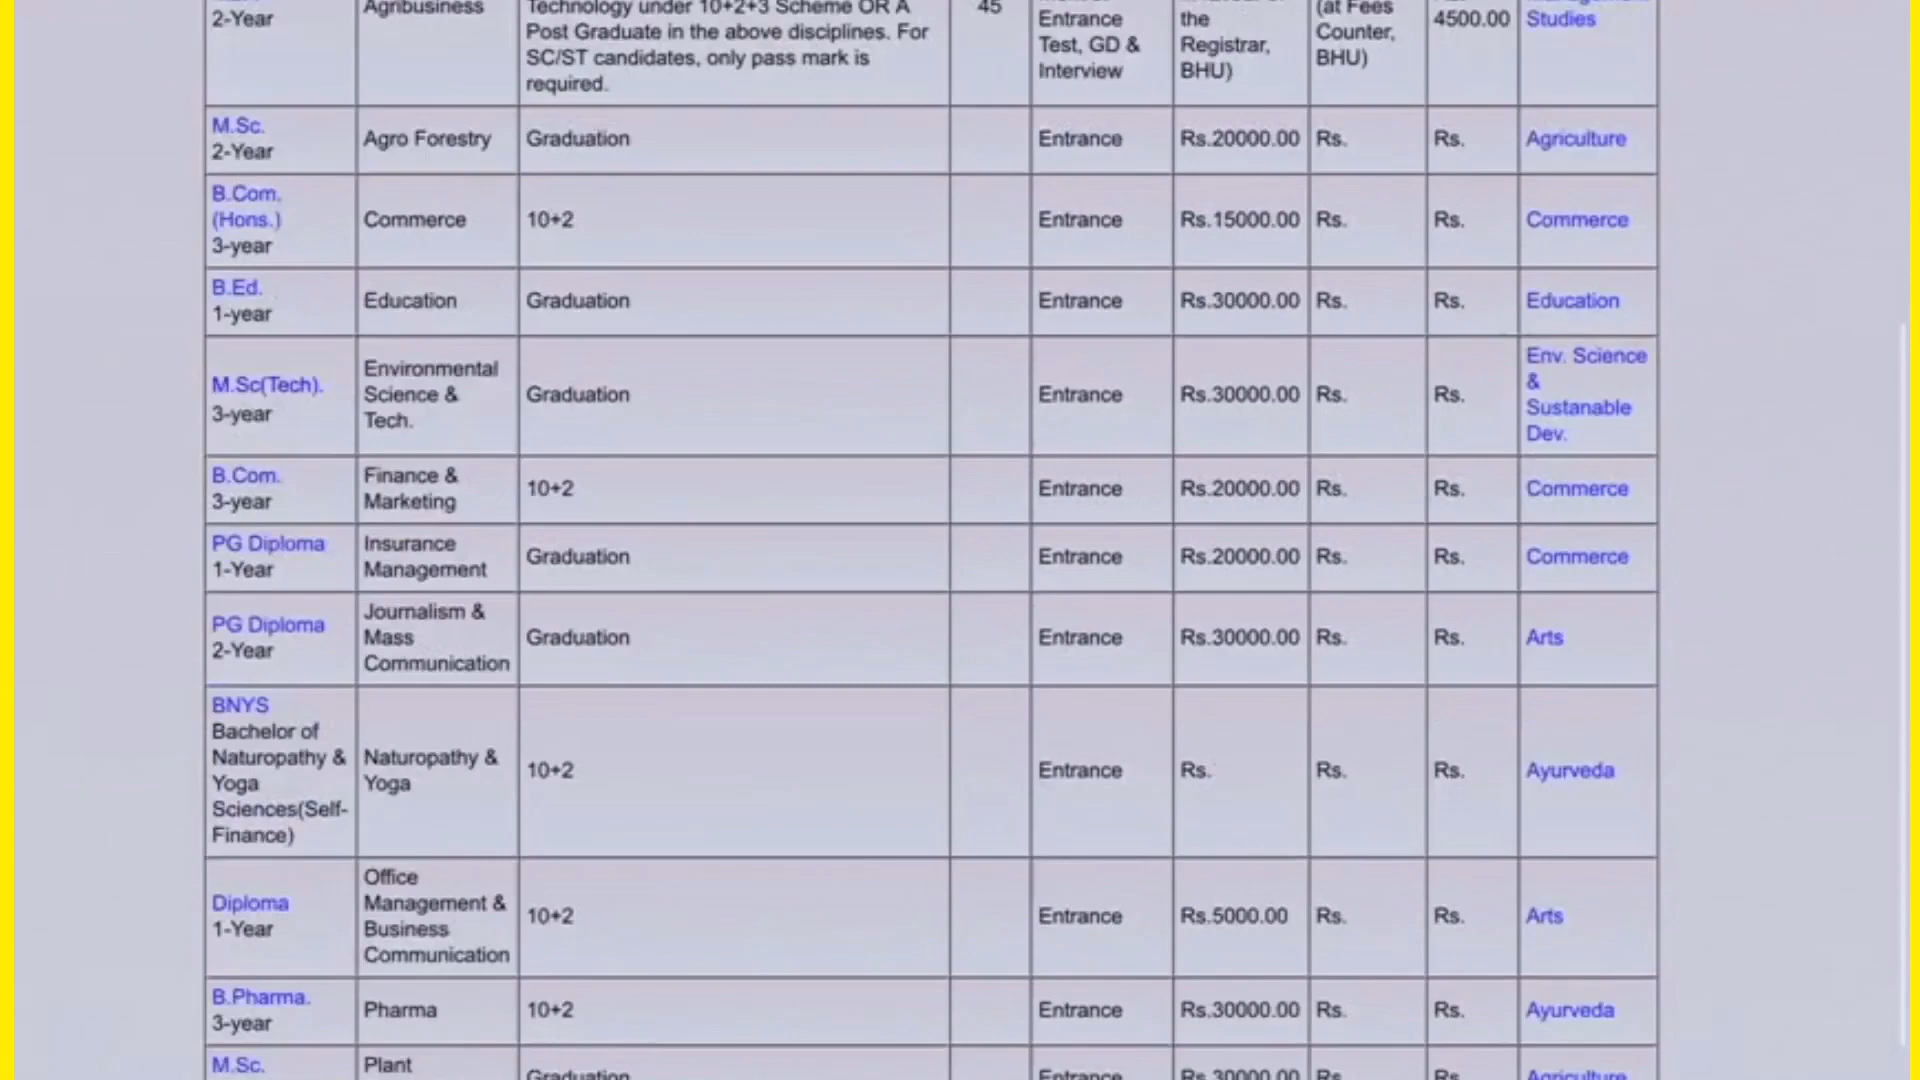 2-Year
Agribusiness
Technology under 10+2+3 Scheme OR A
Post Graduate in the above disciplines. For
SC/ST candidates, only pass mark is
required.
45
Entrance
Test, GD &
Interview
the
Registrar,
BHU)
(at Fees
Counter,
BHU)
4500.00
Studies
M.Sc.
2-Year
Agro Forestry
Graduation
Entrance
Rs.20000.00
Rs.
Rs.
Agriculture
B.Com.
(Hons.)
3-year
Commerce
10+2
Entrance
Rs.15000.00
Rs.
Rs.
Commerce
B.Ed.
1-year
Education
Graduation
Entrance
Rs.30000.00
Rs.
Rs.
Education
M.Sc(Tech).
3-year
Environmental
Science &
Tech.
Graduation
Entrance
Rs.30000.00
Rs.
Rs.
Env. Science
&
Sustanable
Dev.
B.Com.
3-year
Finance &
Marketing
10+2
Entrance
Rs.20000.00
Rs.
Rs.
Commerce
PG Diploma
1-Year
Insurance
Management
Graduation
Entrance
Rs.20000.00
Rs.
Rs.
Commerce
PG Diploma
2-Year
Journalism &
Mass
Communication
Graduation
Entrance
Rs.30000.00
Rs.
Rs.
Arts
BNYS
Bachelor of
Naturopathy &
Yoga
Sciences(Self-
Finance)
Naturopathy &
Yoga
10+2
Entrance
Rs.
Rs.
Rs.
Ayurveda
Diploma
1-Year
Office
Management &
Business
Communication
10+2
Entrance
Rs.5000.00
Rs.
Rs.
Arts
B.Pharma.
3-year
Pharma
10+2
Entrance
Rs.30000.00
Rs.
Rs.
Ayurveda
M.Sc.
Plant
Graduation
Entrance
Rs.30000.00
Rs.
Rs.
Agriculture